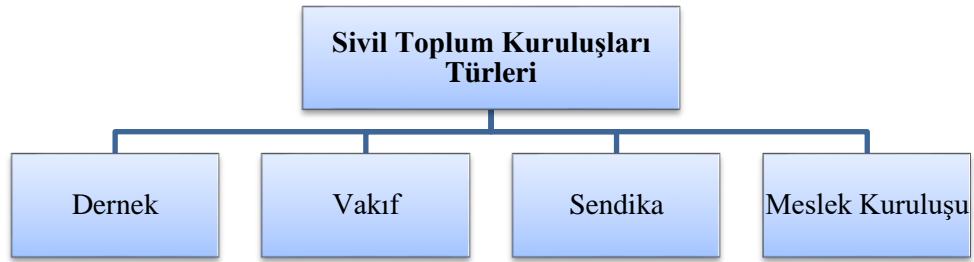 Sivil Toplum Kuruluşları
Türleri
Dernek
Vakıf
Sendika
Meslek Kuruluşu